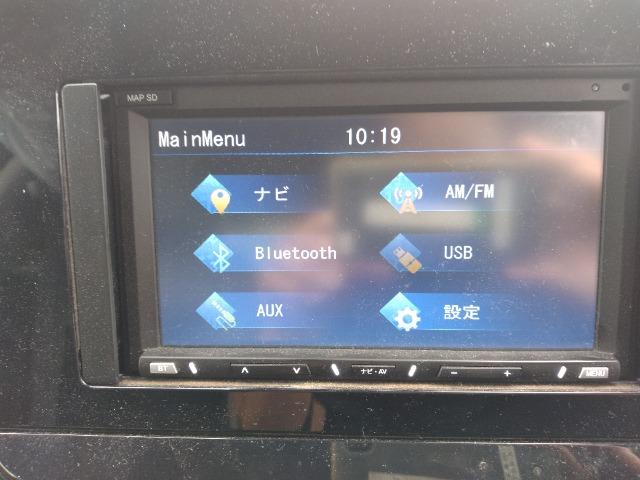 MAP SD
MainMenu 10:19
ナビ AM/FM
Bluetooth USB
AUX 設定
BT ∧ ∨ ナビ・AV − + MENU